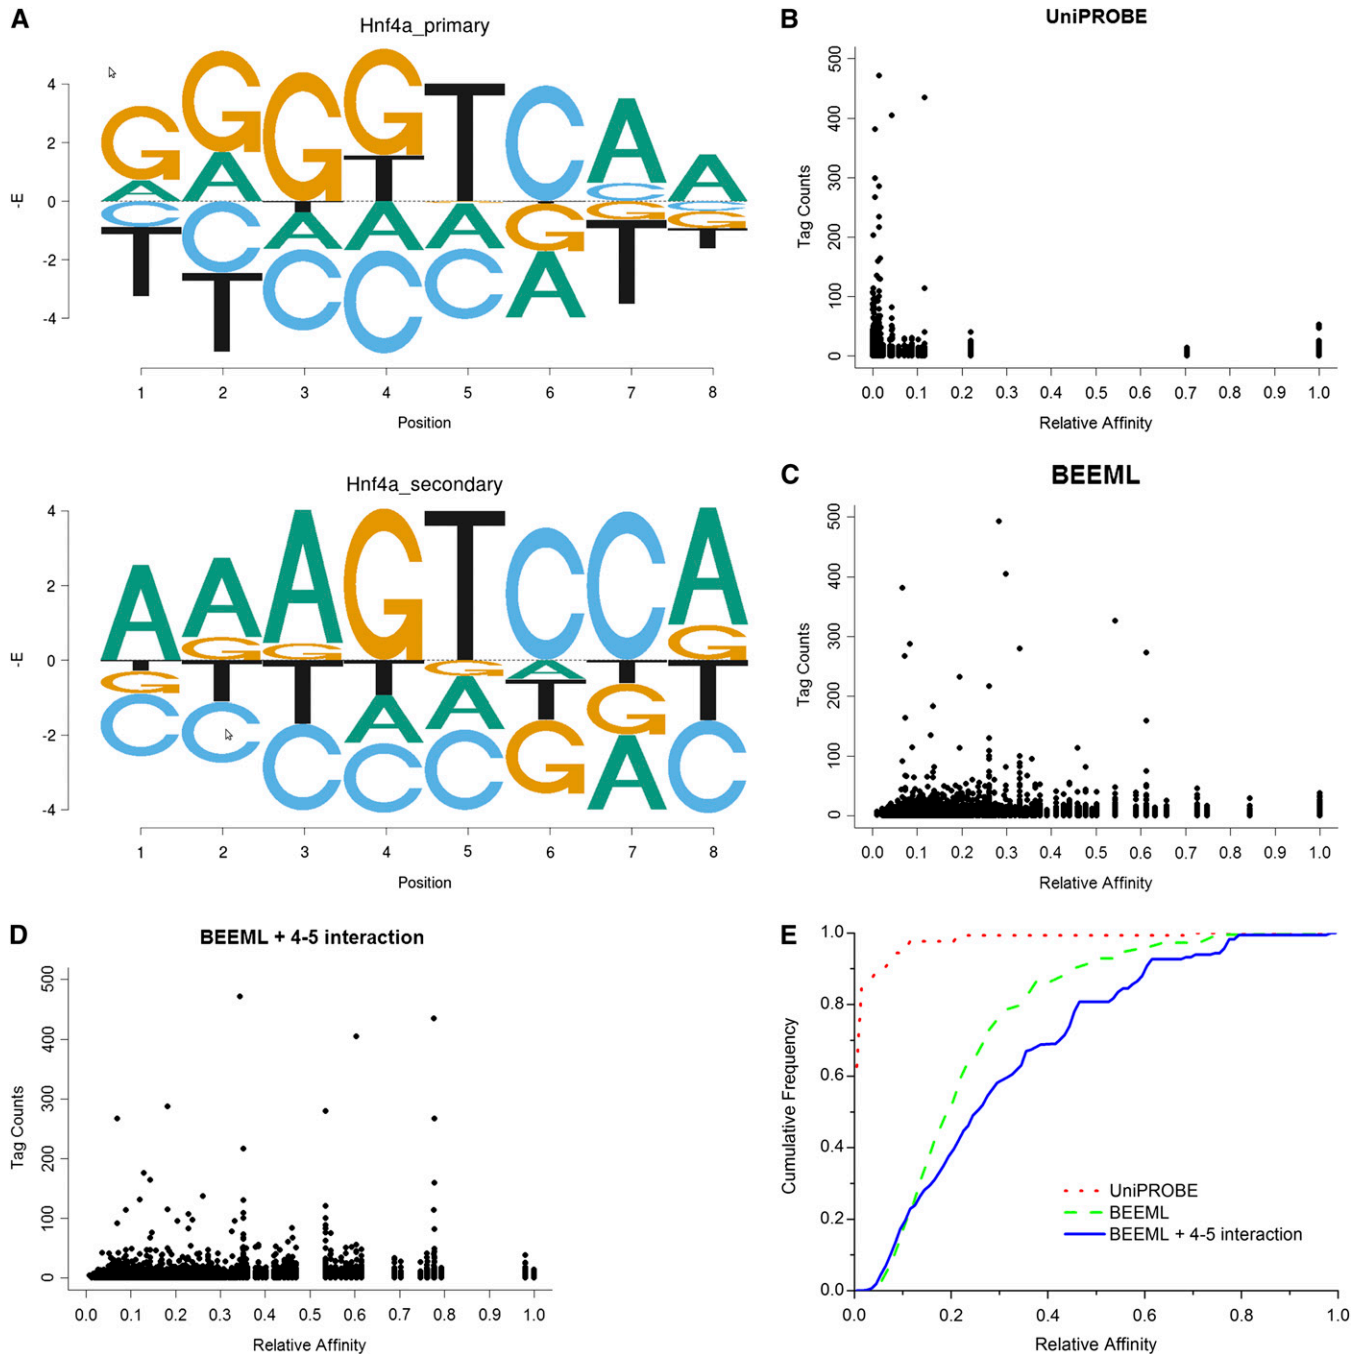 A
Hnf4a_primary
G G G G T C A A
A A T C C
4
2
0
-2
-4
-E
C C T A A A G G C G
T T A C C C A T T
C
1 2 3 4 5 6 7 8
Position
B
UniPROBE
500
400
300
200
100
0
Tag Counts
0.0 0.1 0.2 0.3 0.4 0.5 0.6 0.7 0.8 0.9 1.0
Relative Affinity
Hnf4a_secondary
A A A G T C C A
G G G
4
2
0
-2
-4
-E
T T T T G A T T
G C C A A T G C
C C C G A
1 2 3 4 5 6 7 8
Position
C
BEEML
500
400
300
200
100
0
Tag Counts
0.0 0.1 0.2 0.3 0.4 0.5 0.6 0.7 0.8 0.9 1.0
Relative Affinity
D
BEEML + 4-5 interaction
500
400
300
200
100
0
Tag Counts
0.0 0.1 0.2 0.3 0.4 0.5 0.6 0.7 0.8 0.9 1.0
Relative Affinity
E
1.0
0.8
0.6
0.4
0.2
0.0
Cumulative Frequency
UniPROBE
BEEML
BEEML + 4-5 interaction
0.0 0.2 0.4 0.6 0.8 1.0
Relative Affinity